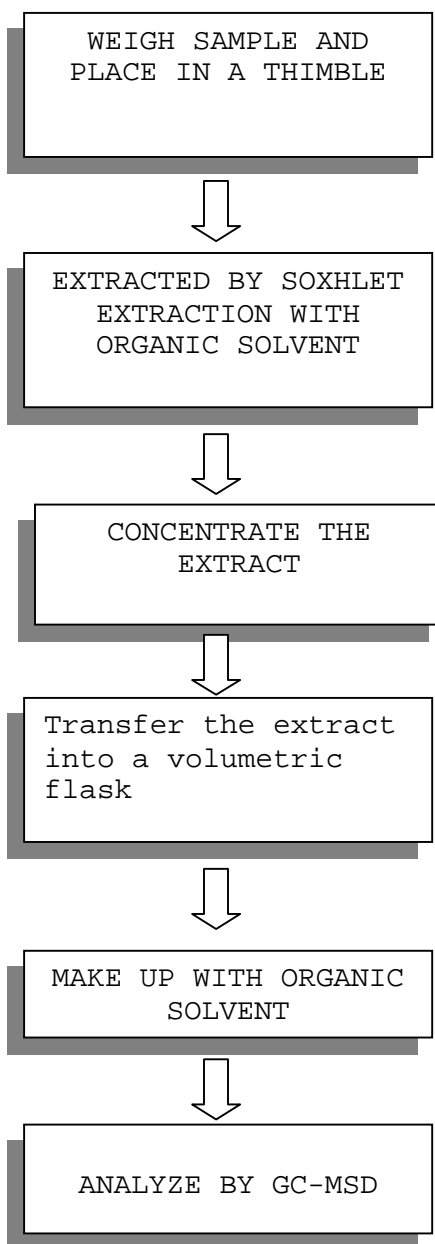 WEIGH SAMPLE AND
PLACE IN A THIMBLE
EXTRACTED BY SOXHLET
EXTRACTION WITH
ORGANIC SOLVENT
CONCENTRATE THE
EXTRACT
Transfer the extract
into a volumetric
flask
MAKE UP WITH ORGANIC
SOLVENT
ANALYZE BY GC-MSD